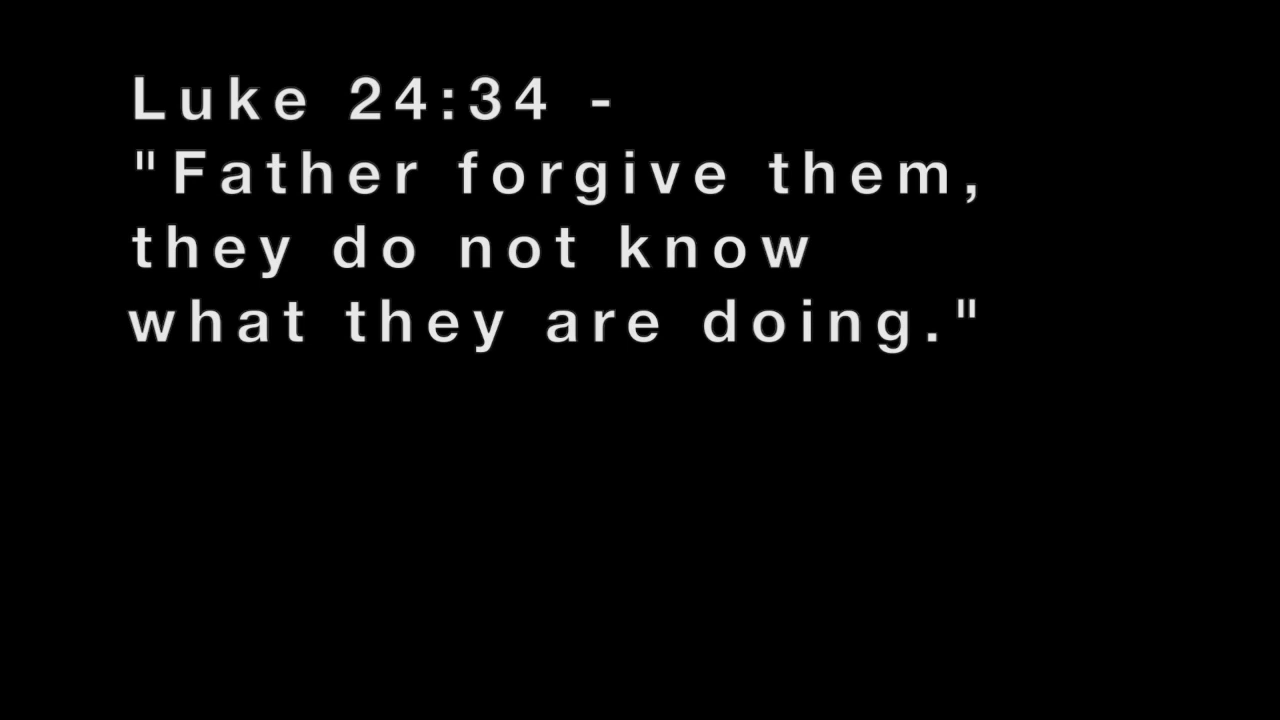 Luke 24:34 -
"Father forgive them,
they do not know
what they are doing."